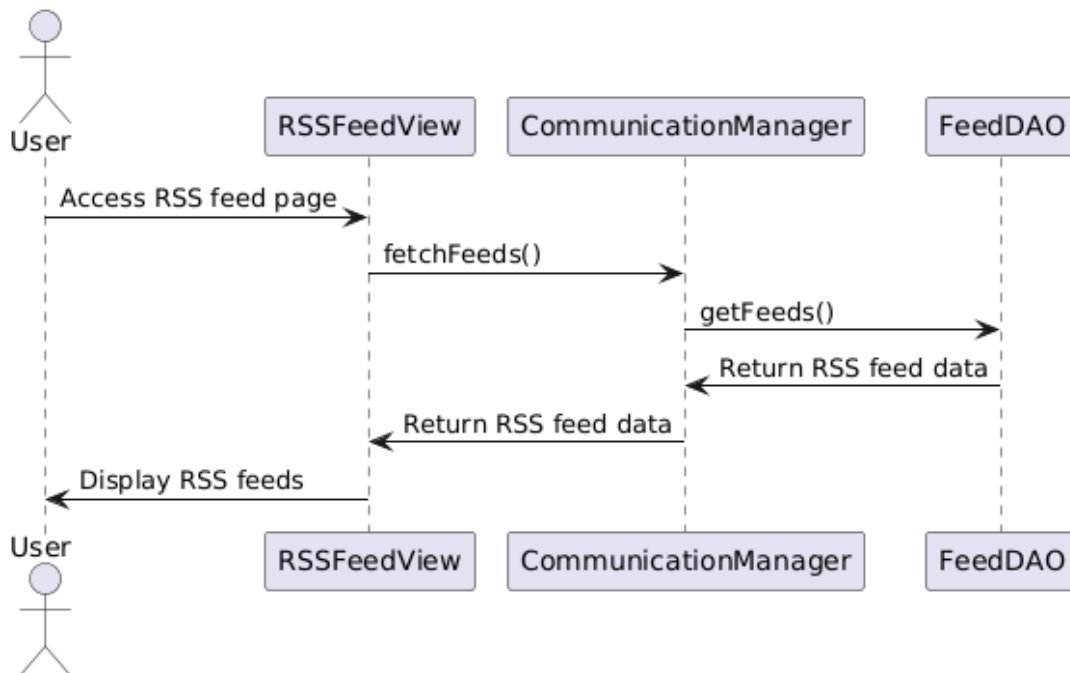 User
RSSFeedView
CommunicationManager
FeedDAO
Access RSS feed page
fetchFeeds()
getFeeds()
Return RSS feed data
Return RSS feed data
Display RSS feeds
User
RSSFeedView
CommunicationManager
FeedDAO